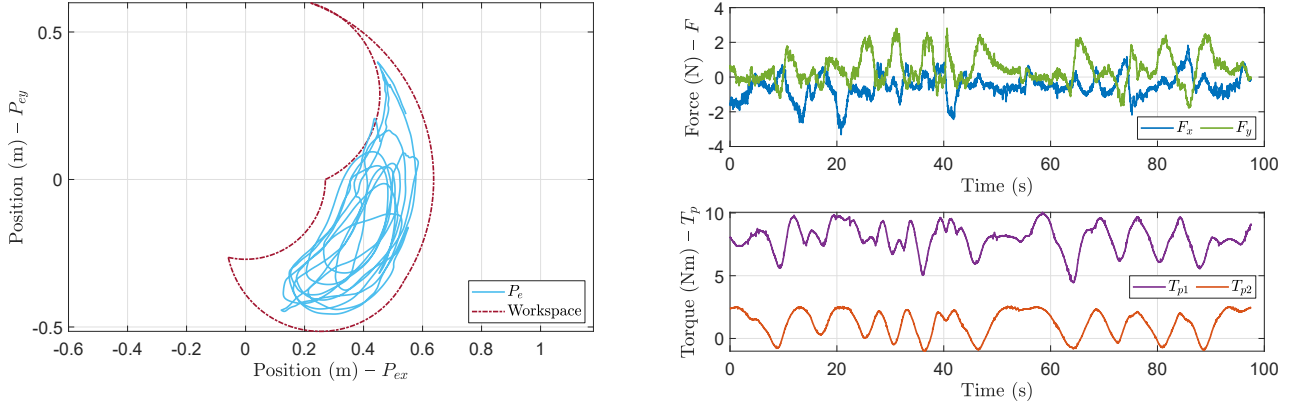 0.5
0
-0.5
Position (m) – P_ey
-0.6 -0.4 -0.2 0 0.2 0.4 0.6 0.8 1
Position (m) – P_ex
P_e
Workspace
4
2
0
-2
-4
Force (N) – F
F_x F_y
0 20 40 60 80 100
Time (s)
10
5
0
Torque (Nm) – T_p
T_p1 T_p2
0 20 40 60 80 100
Time (s)